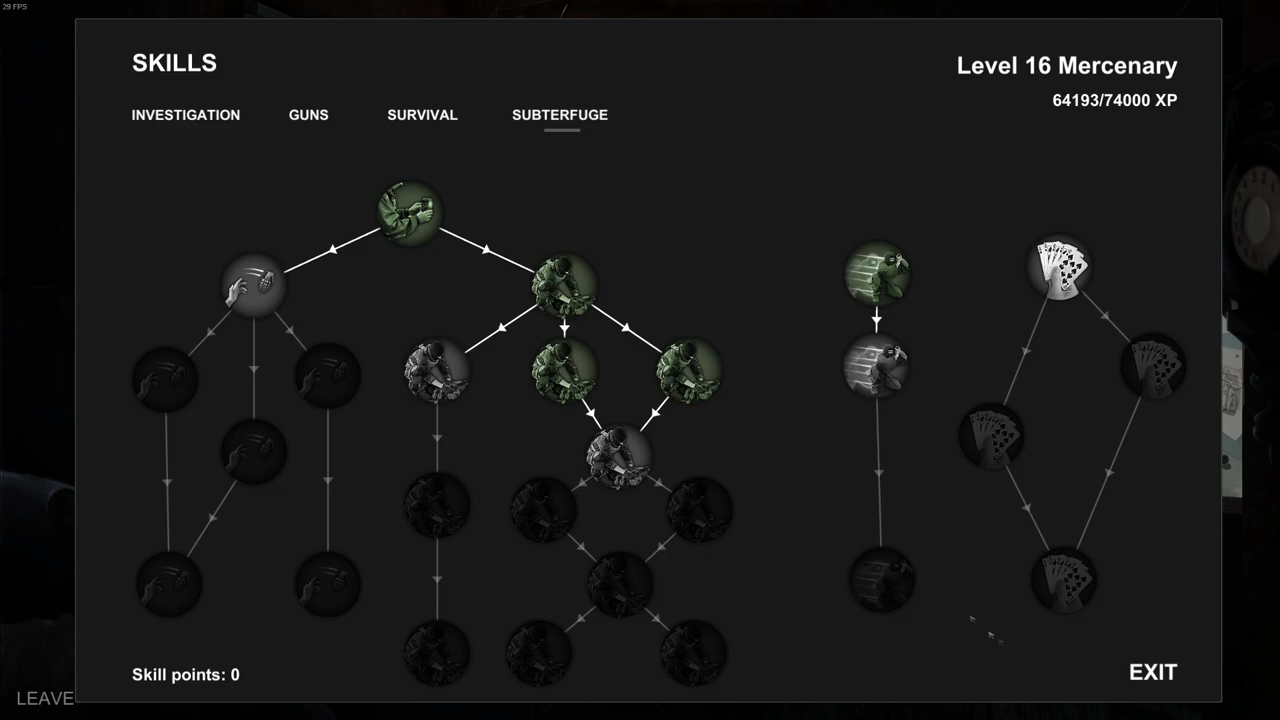 29 FPS
SKILLS
Level 16 Mercenary
64193/74000 XP
INVESTIGATION GUNS SURVIVAL SUBTERFUGE
Skill points: 0
EXIT
LEAVE